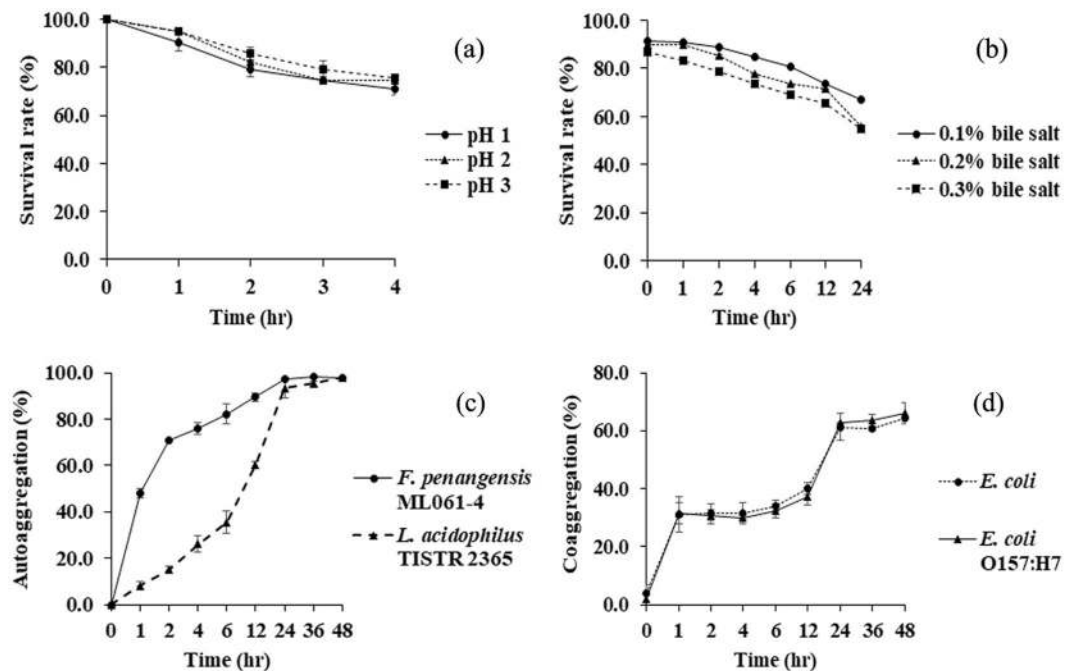 100.0
80.0
60.0
40.0
20.0
0.0
Survival rate (%)
0 1 2 3 4
Time (hr)
(a)
pH 1
pH 2
pH 3
100.0
80.0
60.0
40.0
20.0
0.0
Survival rate (%)
0 1 2 4 6 12 24
Time (hr)
(b)
0.1% bile salt
0.2% bile salt
0.3% bile salt
100.0
80.0
60.0
40.0
20.0
0.0
Autoaggregation (%)
0 1 2 4 6 12 24 36 48
Time (hr)
(c)
F. penangensis
ML061-4
L. acidophilus
TISTR 2365
80.0
60.0
40.0
20.0
0.0
Coaggregation (%)
0 1 2 4 6 12 24 36 48
Time (hr)
(d)
E. coli
E. coli
O157:H7